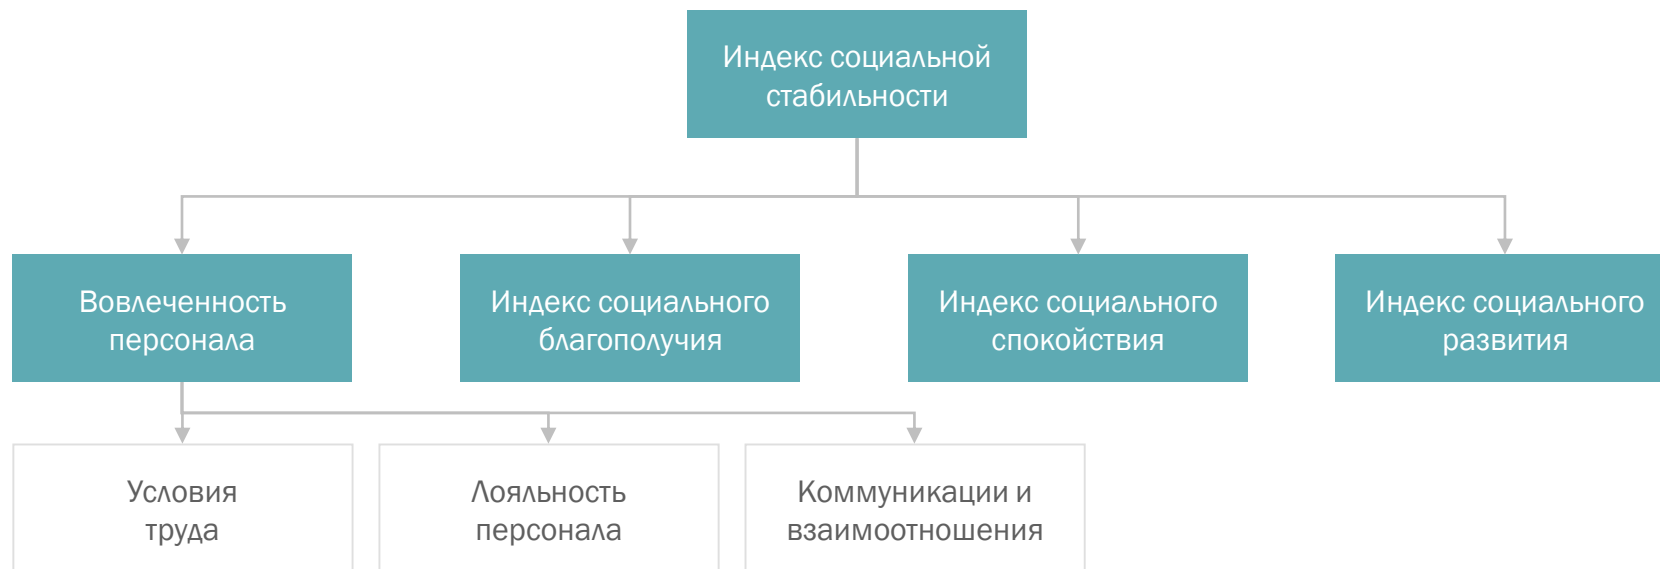 Индекс социальной
стабильности
Вовлеченность
персонала
Индекс социального
благополучия
Индекс социального
спокойствия
Индекс социального
развития
Условия
труда
Лояльность
персонала
Коммуникации и
взаимоотношения